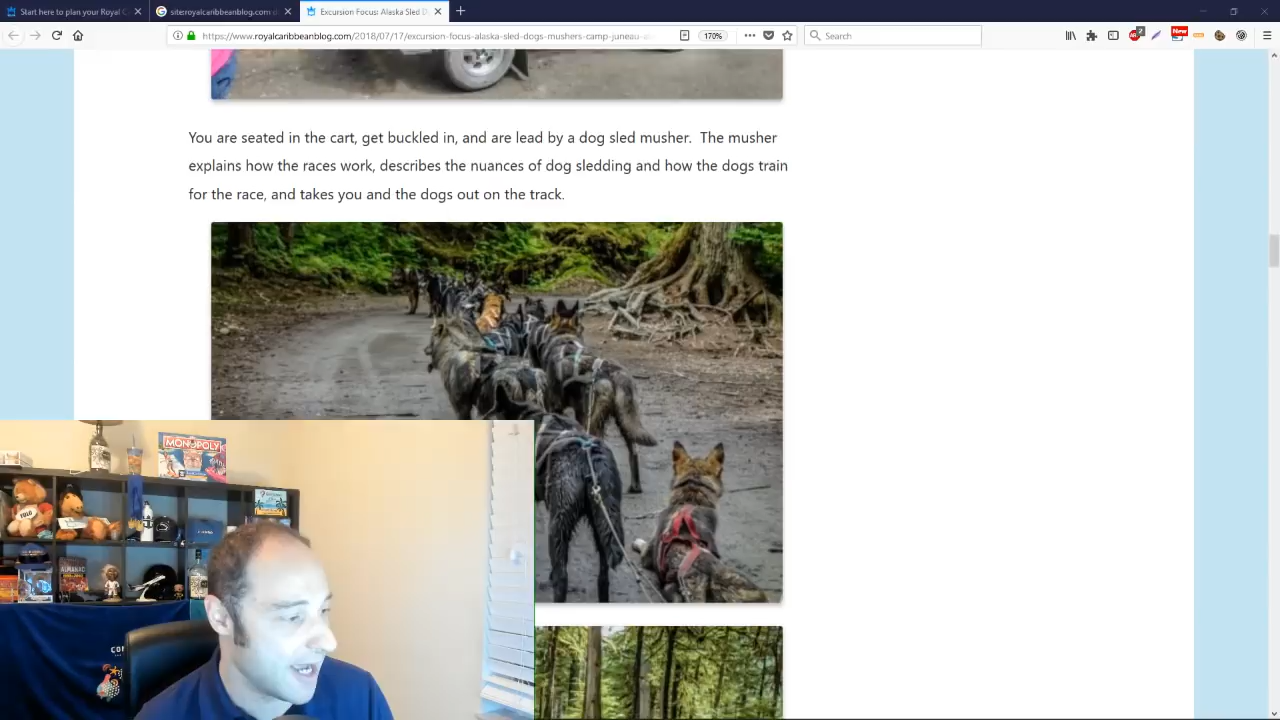 Start here to plan your Royal C
site:royalcaribbeanblog.com s
Excursion Focus: Alaska Sled D
https://www.royalcaribbeanblog.com/2018/07/17/excursion-focus-alaska-sled-dogs-mushers-camp-juneau-
170%
Search
2
New
You are seated in the cart, get buckled in, and are lead by a dog sled musher. The musher
explains how the races work, describes the nuances of dog sledding and how the dogs train
for the race, and takes you and the dogs out on the track.
MONOPOLY
ALMANAC